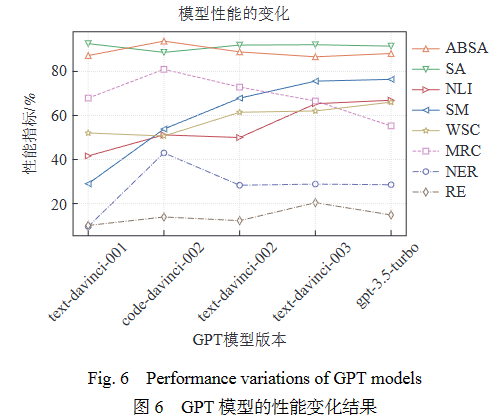 模型性能的变化
性能指标/%
80
60
40
20
ABSA
SA
NLI
SM
WSC
MRC
NER
RE
text-davinci-001
code-davinci-002
text-davinci-002
text-davinci-003
gpt-3.5-turbo
GPT模型版本
Fig. 6 Performance variations of GPT models
图 6 GPT 模型的性能变化结果